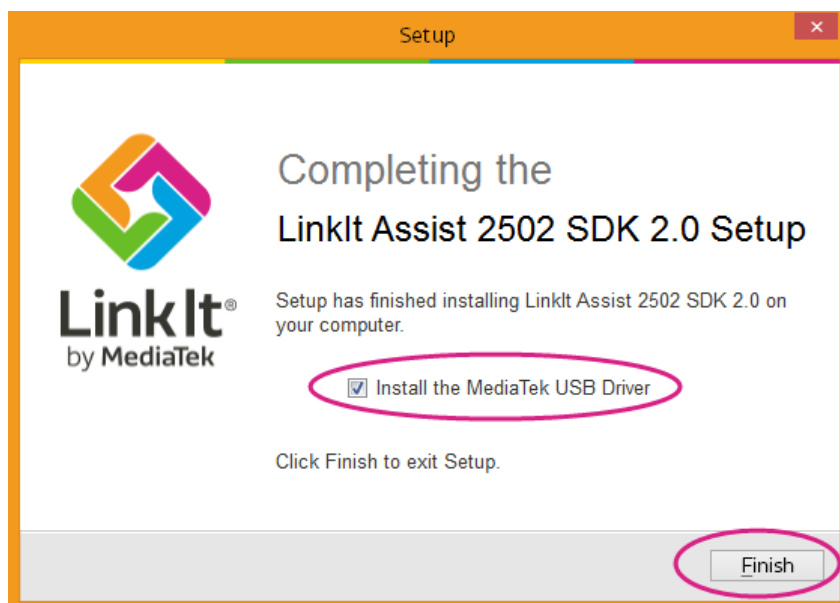 Setup
Completing the
LinkIt Assist 2502 SDK 2.0 Setup
LinkIt®
by MediaTek
Setup has finished installing LinkIt Assist 2502 SDK 2.0 on
your computer.
Install the MediaTek USB Driver
Click Finish to exit Setup.
Finish